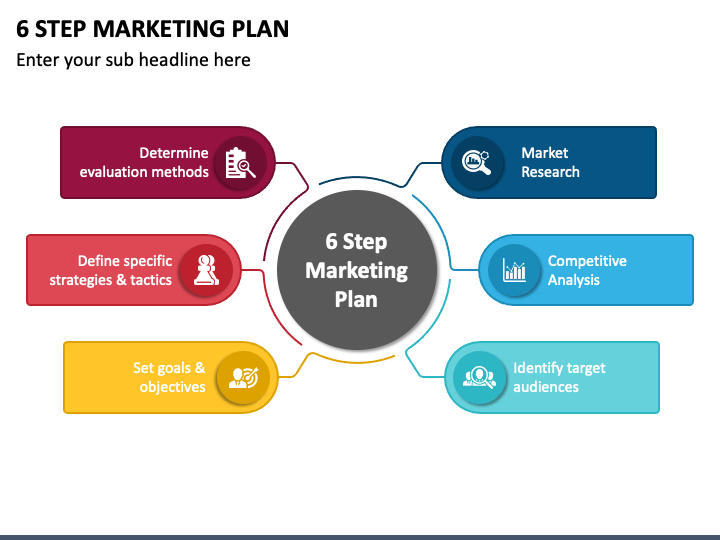 6 STEP MARKETING PLAN
Enter your sub headline here
Determine
evaluation methods
Market
Research
6 Step
Marketing
Plan
Define specific
strategies & tactics
Competitive
Analysis
Set goals &
objectives
Identify target
audiences